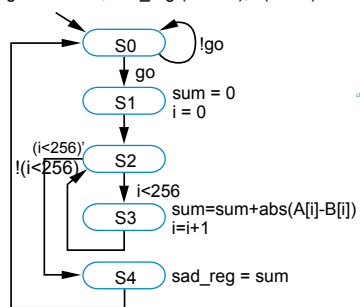 S0
!go
go
S1
sum = 0
i = 0
(i<256)'
S2
!(i<256)
i<256
S3
sum=sum+abs(A[i]-B[i])
i=i+1
S4
sad_reg = sum